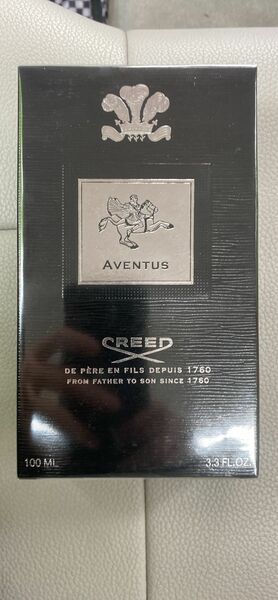 AVENTUS
CREED
DE PÈRE EN FILS DEPUIS 1760
FROM FATHER TO SON SINCE 1760
100 ML 3.3 FL.OZ.